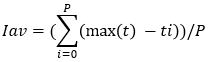 Iav = (∑_{i=0}^{P}(max(t) − ti))/P